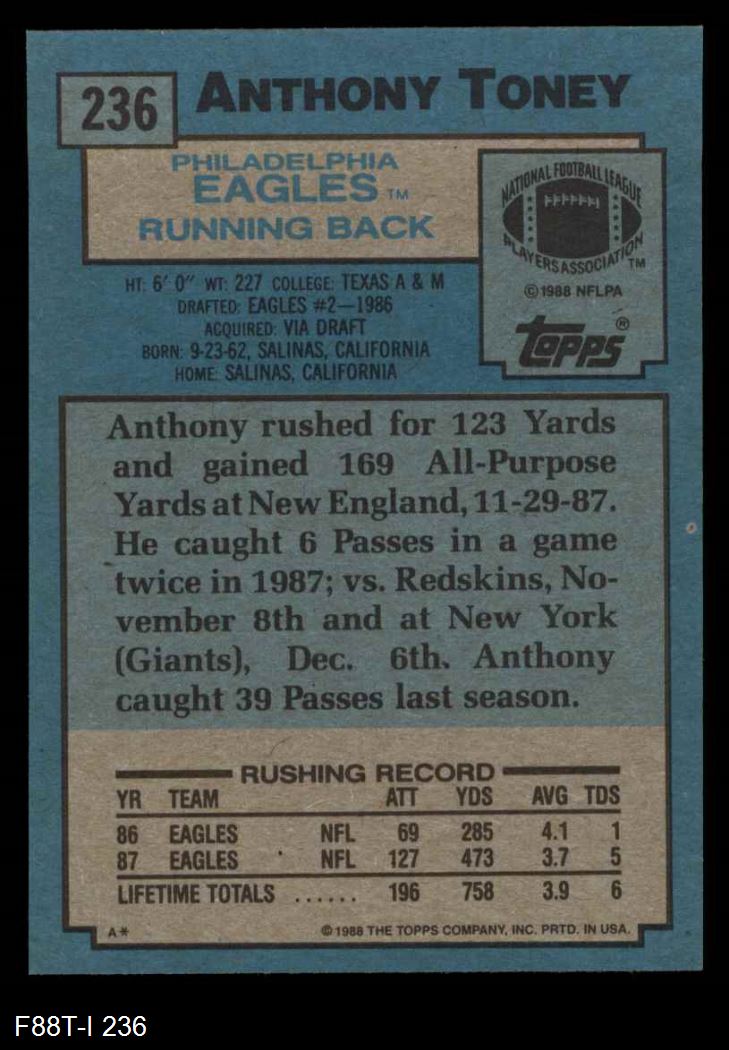 236
ANTHONY TONEY
PHILADELPHIA
EAGLES TM
RUNNING BACK
NATIONAL FOOTBALL LEAGUE
PLAYERS ASSOCIATION TM
©1988 NFLPA
topps®
HT: 6' 0" WT: 227 COLLEGE: TEXAS A & M
DRAFTED: EAGLES #2—1986
ACQUIRED: VIA DRAFT
BORN: 9-23-62, SALINAS, CALIFORNIA
HOME: SALINAS, CALIFORNIA
Anthony rushed for 123 Yards
and gained 169 All-Purpose
Yards at New England, 11-29-87.
He caught 6 Passes in a game
twice in 1987; vs. Redskins, No-
vember 8th and at New York
(Giants), Dec. 6th. Anthony
caught 39 Passes last season.
RUSHING RECORD
YR TEAM ATT YDS AVG TDS
86 EAGLES NFL 69 285 4.1 1
87 EAGLES NFL 127 473 3.7 5
LIFETIME TOTALS ...... 196 758 3.9 6
A* ©1988 THE TOPPS COMPANY, INC. PRTD. IN USA.
F88T-I 236